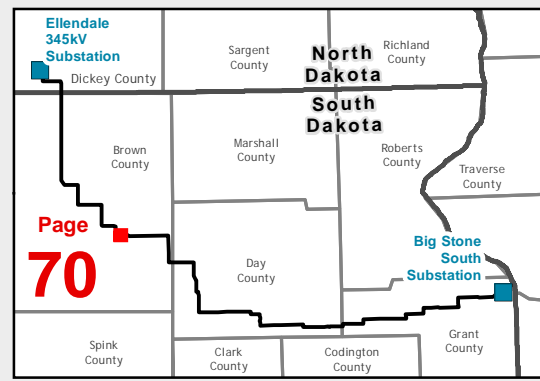 Ellendale
345kV
Substation
Dickey County
Sargent
County
North
Dakota
Richland
County
South
Dakota
Brown
County
Marshall
County
Roberts
County
Traverse
County
Page
70
Day
County
Big Stone
South
Substation
Spink
County
Clark
County
Codington
County
Grant
County